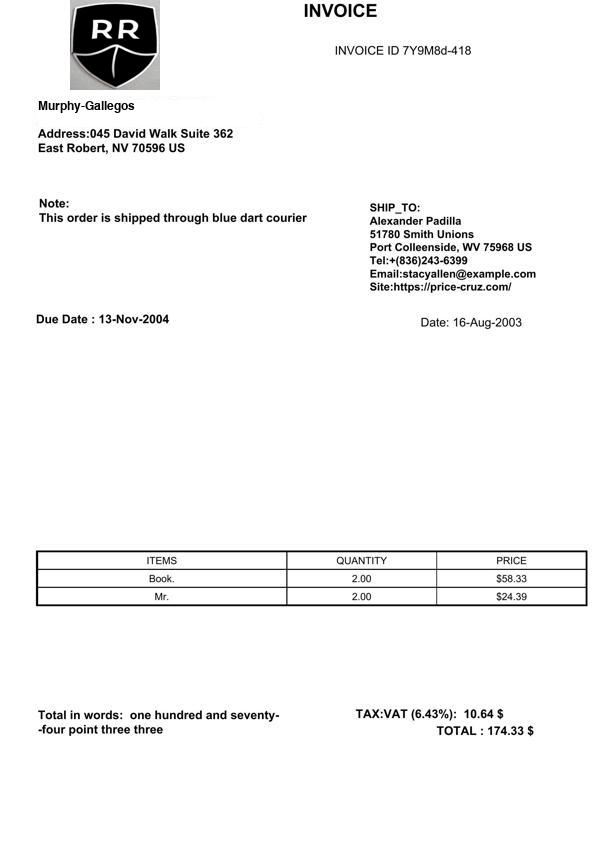 RR
INVOICE
INVOICE ID 7Y9M8d-418
Murphy-Gallegos
Address:045 David Walk Suite 362
East Robert, NV 70596 US
Note:
This order is shipped through blue dart courier
SHIP_TO:
Alexander Padilla
51780 Smith Unions
Port Colleenside, WV 75968 US
Tel:+(836)243-6399
Email:stacyallen@example.com
Site:https://price-cruz.com/
Due Date : 13-Nov-2004
Date: 16-Aug-2003
ITEMS QUANTITY PRICE
Book. 2.00 $58.33
Mr. 2.00 $24.39
Total in words: one hundred and seventy-
-four point three three
TAX:VAT (6.43%): 10.64 $
TOTAL : 174.33 $